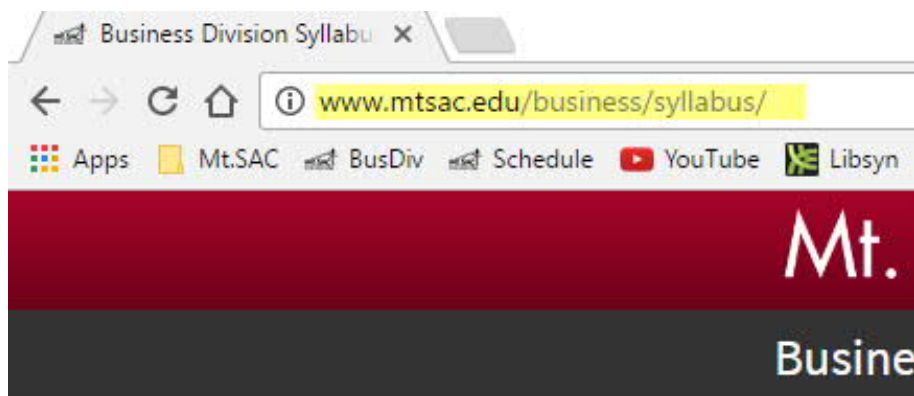 Business Division Syllabu
www.mtsac.edu/business/syllabus/
Apps Mt.SAC BusDiv Schedule YouTube Libsyn
Mt.
Busine